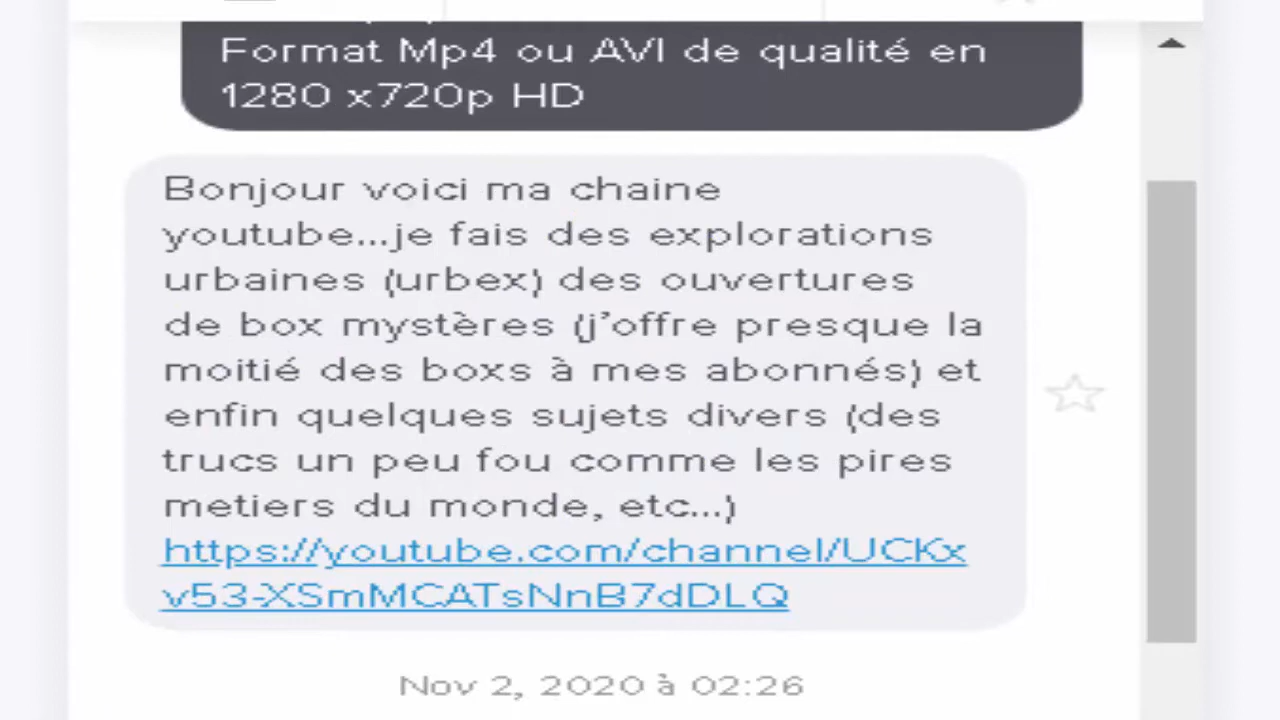 Format Mp4 ou AVI de qualité en
1280 x720p HD
Bonjour voici ma chaine
youtube...je fais des explorations
urbaines (urbex) des ouvertures
de box mystères (j'offre presque la
moitié des boxs à mes abonnés) et
enfin quelques sujets divers (des
trucs un peu fou comme les pires
metiers du monde, etc...)
https://youtube.com/channel/UCKx
v53-XSmMCATsNnB7dDLQ
Nov 2, 2020 à 02:26